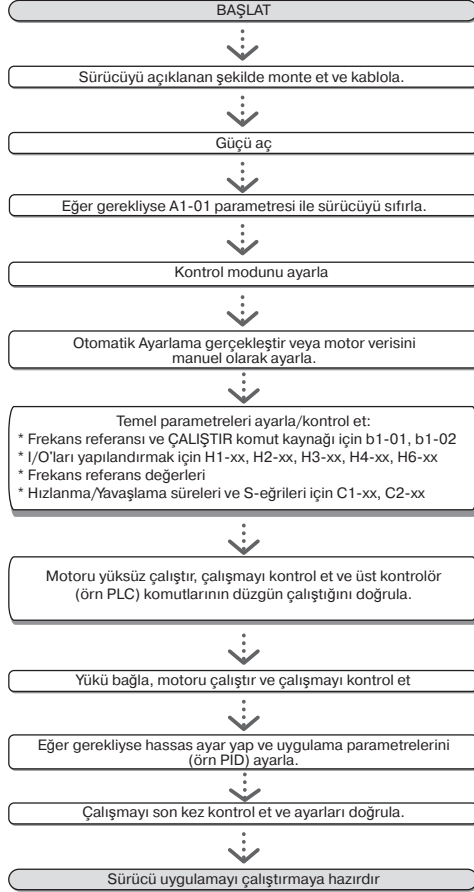 BAŞLAT
Sürücüyü açıklanan şekilde monte et ve kablola.
Güçü aç
Eğer gerekliyse A1-01 parametresi ile sürücüyü sıfırla.
Kontrol modunu ayarla
Otomatik Ayarlama gerçekleştir veya motor verisini
manuel olarak ayarla.
Temel parametreleri ayarla/kontrol et:
* Frekans referansı ve ÇALIŞTIR komut kaynağı için b1-01, b1-02
* I/O'ları yapılandırmak için H1-xx, H2-xx, H3-xx, H4-xx, H6-xx
* Frekans referans değerleri
* Hızlanma/Yavaşlama süreleri ve S-eğrileri için C1-xx, C2-xx
Motoru yüksüz çalıştır, çalışmayı kontrol et ve üst kontrolör
(örn PLC) komutlarının düzgün çalıştığını doğrula.
Yükü bağla, motoru çalıştır ve çalışmayı kontrol et
Eğer gerekliyse hassas ayar yap ve uygulama parametrelerini
(örn PID) ayarla.
Çalışmayı son kez kontrol et ve ayarları doğrula.
Sürücü uygulamayı çalıştırmaya hazırdır